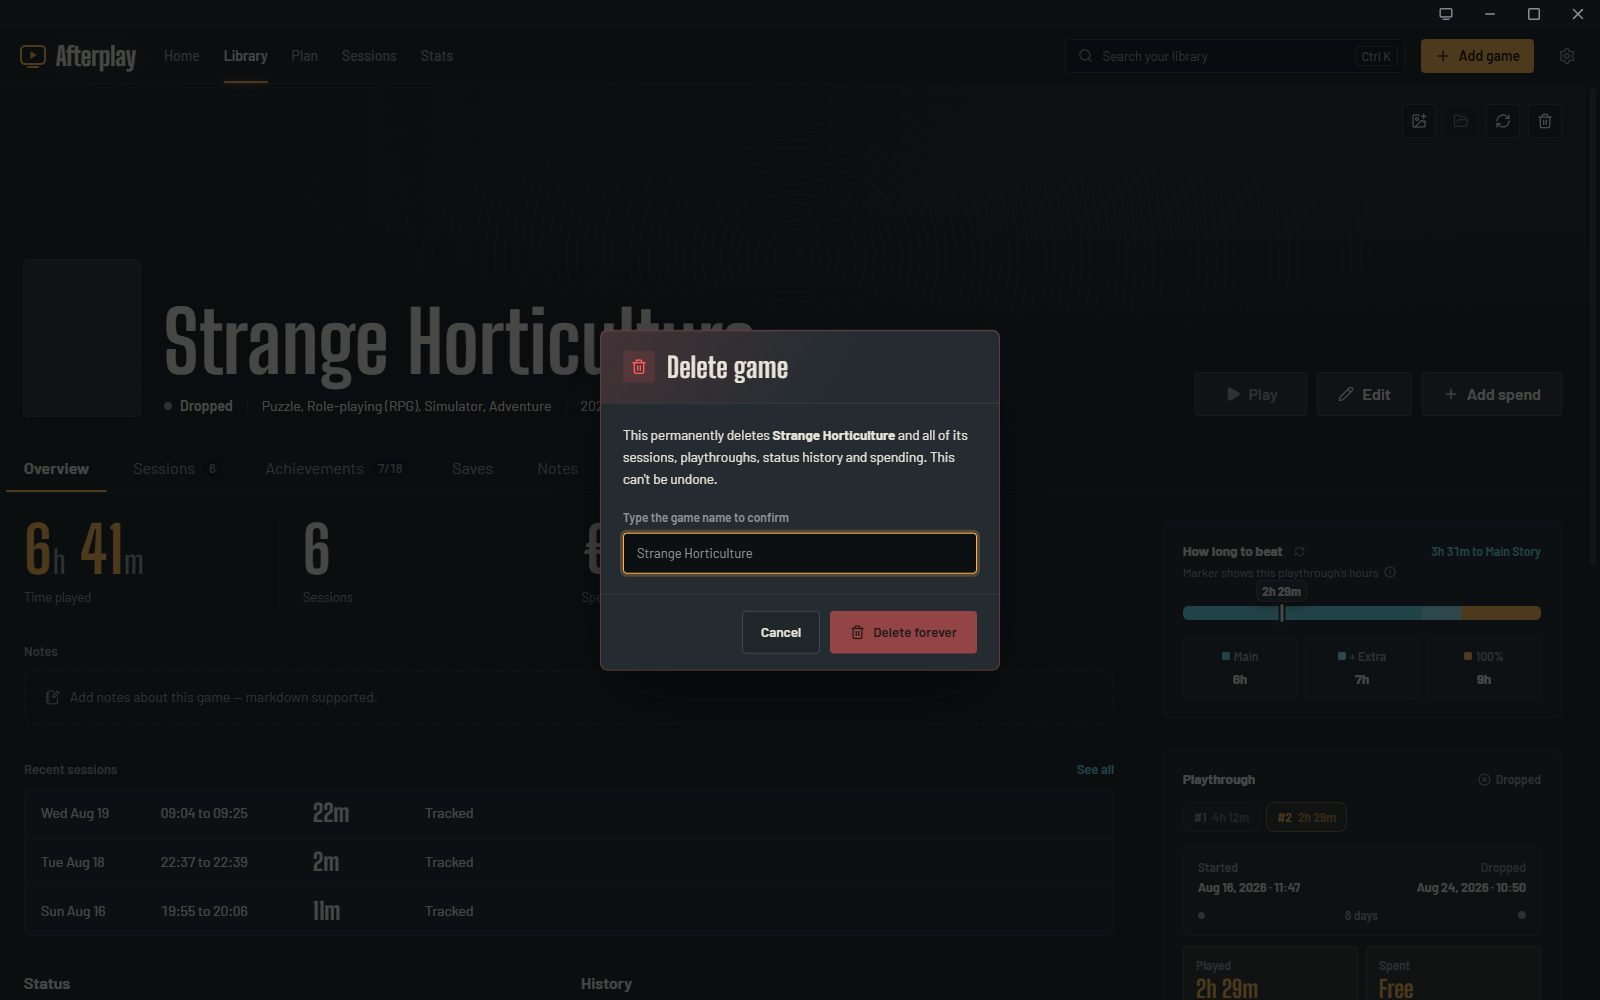 Afterplay
Home
Library
Plan
Sessions
Stats
Search your library
Ctrl K
Add game
Strange
Dropped
Puzzle, Role-playing (RPG), Simulator, Adventure
Play
Edit
Add spend
Overview
Sessions 6
Achievements 7/18
Saves
Notes
Delete game
This permanently deletes Strange Horticulture and all of its
sessions, playthroughs, status history and spending. This
can't be undone.
Type the game name to confirm
Strange Horticulture
Cancel
Delete forever
6h 41m
Time played
6
Sessions
Notes
Add notes about this game – markdown supported.
Recent sessions
See all
Wed Aug 19 09:04 to 09:25 22m Tracked
Tue Aug 18 22:37 to 22:39 2m Tracked
Sun Aug 16 19:55 to 20:06 11m Tracked
Status
History
How long to beat
3h 31m to Main Story
Marker shows this playthrough's hours
2h 29m
Main
6h
+ Extra
7h
100%
9h
Playthrough
Dropped
#1 4h 12m
#2 2h 29m
Started
Aug 16, 2026 · 11:47
Dropped
Aug 24, 2026 · 10:50
8 days
Played
2h 29m
Spent
Free